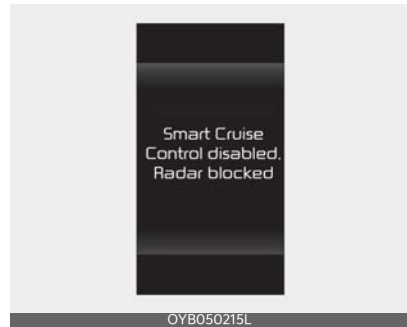 Smart Cruise
Control disabled.
Radar blocked
OYB050215L